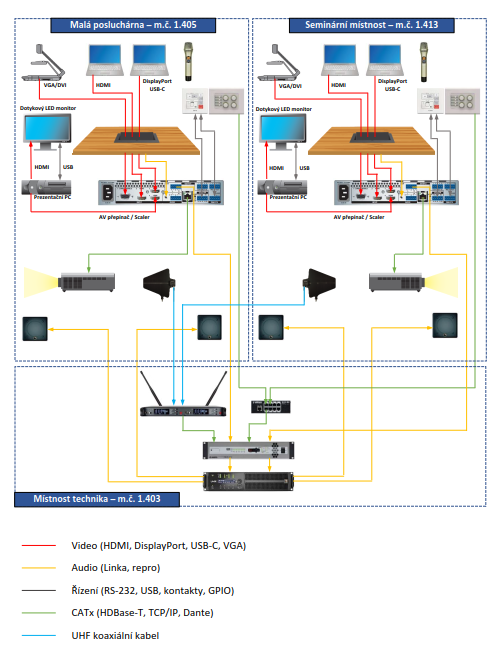 Malá posluchárna – m.č. 1.405
Seminární místnost – m.č. 1.413
VGA/DVI
HDMI
DisplayPort
USB-C
VGA/DVI
HDMI
DisplayPort
USB-C
Dotykový LED monitor
Dotykový LED monitor
HDMI
USB
HDMI
USB
Prezentační PC
Prezentační PC
AV přepínač / Scaler
AV přepínač / Scaler
Místnost technika – m.č. 1.403
Video (HDMI, DisplayPort, USB-C, VGA)
Audio (Linka, repro)
Řízení (RS-232, USB, kontakty, GPIO)
CATx (HDBase-T, TCP/IP, Dante)
UHF koaxiální kabel